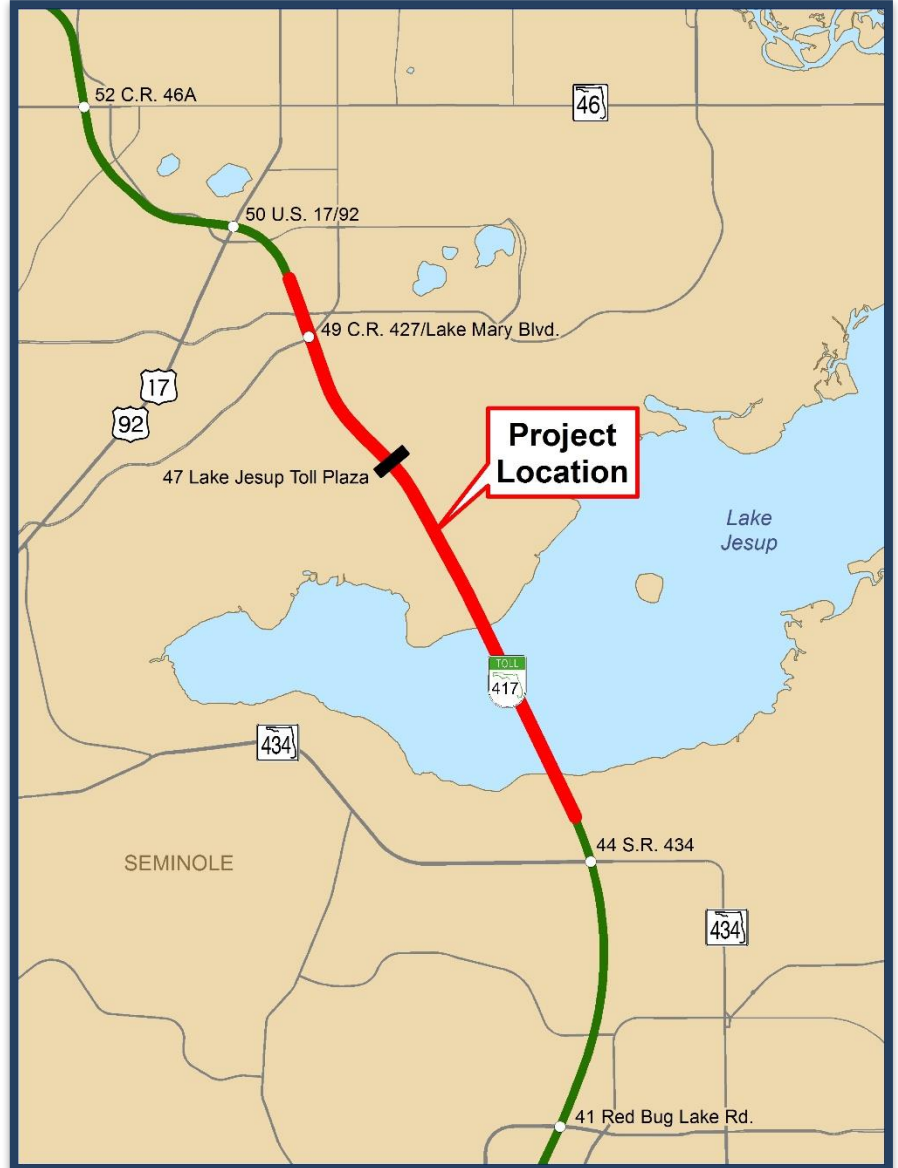 52 C.R. 46A
46
50 U.S. 17/92
49 C.R. 427/Lake Mary Blvd.
17
92
Project
Location
47 Lake Jesup Toll Plaza
Lake
Jesup
TOLL
417
434
44 S.R. 434
SEMINOLE
434
41 Red Bug Lake Rd.